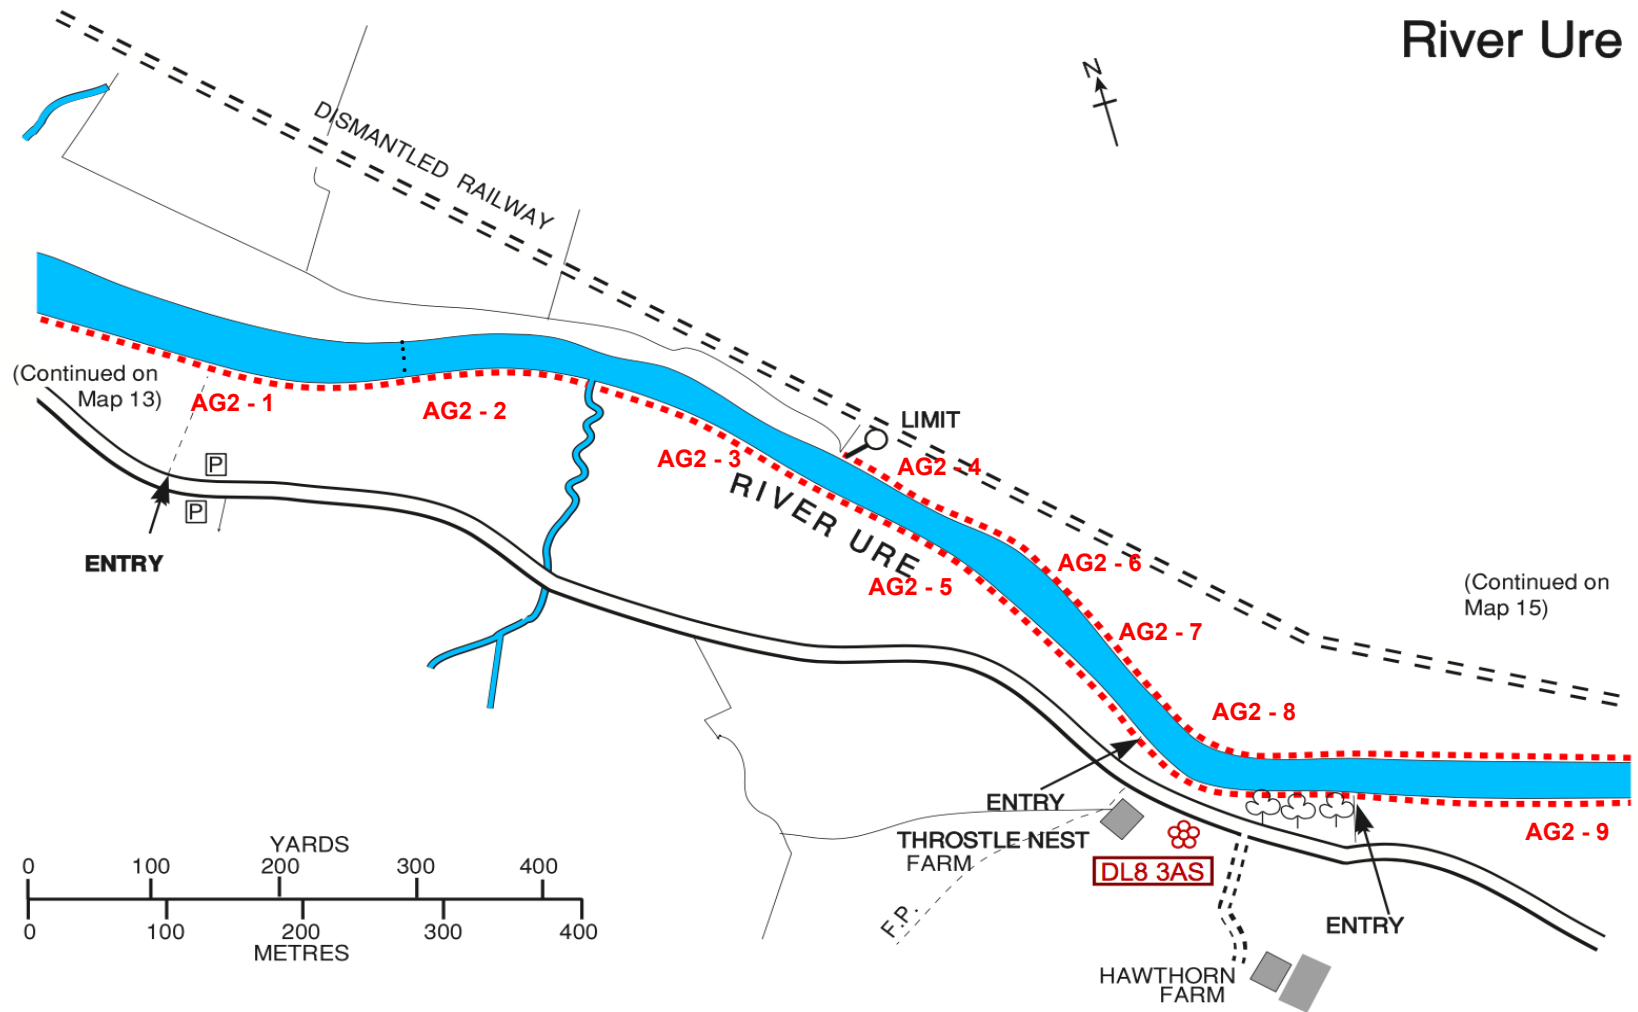 River Ure
N
DISMANTLED RAILWAY
(Continued on
Map 13)
AG2 - 1
AG2 - 2
AG2 - 3
LIMIT
AG2 - 4
RIVER URE
P
P
ENTRY
AG2 - 5
AG2 - 6
(Continued on
Map 15)
AG2 - 7
AG2 - 8
ENTRY
THROSTLE NEST
FARM
DL8 3AS
AG2 - 9
F.P.
ENTRY
HAWTHORN
FARM
YARDS
0 100 200 300 400
0 100 200 300 400
METRES